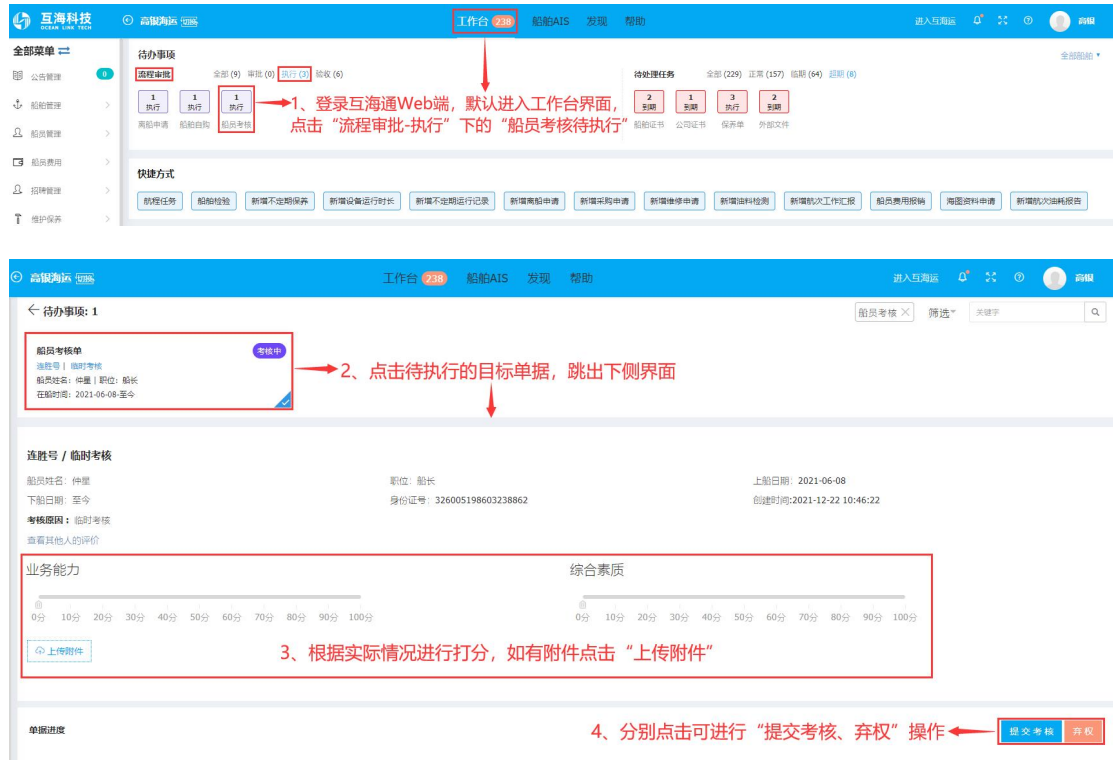 互海科技
OCEAN LINK TECH
高银海运 切换
工作台 238 船舶AIS 发现 帮助
进入互海运 高银
全部菜单
公告管理 0
船舶管理
船员管理
船员费用
招聘管理
维护保养
待办事项
全部船舶
流程审批 全部 (9) 审批 (0) 执行 (3) 验收 (6)
待处理任务 全部 (229) 正常 (157) 临期 (64) 超期 (8)
1 执行 1 执行 1 执行
离船申请 船舶自购 船员考核
1、登录互海通Web端，默认进入工作台界面，
点击“流程审批-执行”下的“船员考核待执行”
2 到期 1 到期 3 执行 2 到期
船舶证书 公司证书 保养单 外部文件
快捷方式
航程任务 船舶检验 新增不定期保养 新增设备运行时长 新增不定期运行记录 新增离船申请 新增采购申请 新增维修申请 新增油料检测 新增航次工作汇报 船员费用报销 海图资料申请 新增航次油耗报告
高银海运 切换
工作台 238 船舶AIS 发现 帮助
进入互海运 高银
待办事项: 1
船员考核 筛选 关键字
船员考核单 考核中
连胜号 | 临时考核
船员姓名: 仲星 | 职位: 船长
在船时间: 2021-06-08-至今
2、点击待执行的目标单据，跳出下侧界面
连胜号 / 临时考核
船员姓名: 仲星 职位: 船长 上船日期: 2021-06-08
下船日期: 至今 身份证号: 326005198603238862 创建时间:2021-12-22 10:46:22
考核原因: 临时考核
查看其他人的评价
业务能力 综合素质
0分 10分 20分 30分 40分 50分 60分 70分 80分 90分 100分
0分 10分 20分 30分 40分 50分 60分 70分 80分 90分 100分
上传附件
3、根据实际情况进行打分，如有附件点击“上传附件”
单据进度
4、分别点击可进行“提交考核、弃权”操作
提交考核 弃权